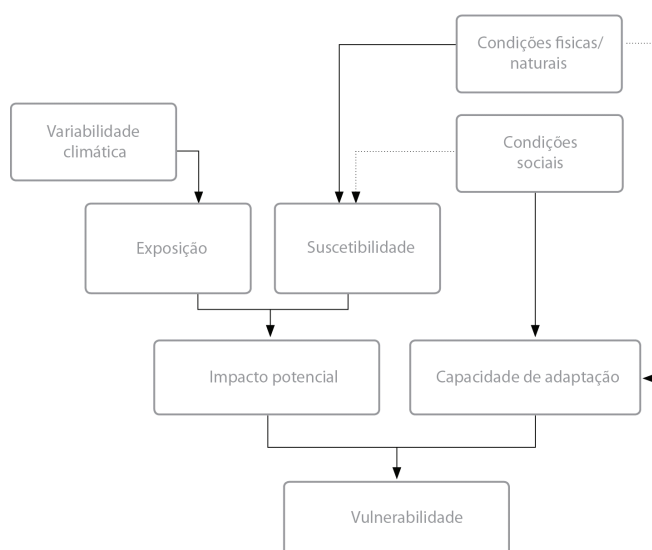 Condições fisicas/
naturais
Variabilidade
climática
Condições
sociais
Exposição
Suscetibilidade
Impacto potencial
Capacidade de adaptação
Vulnerabilidade